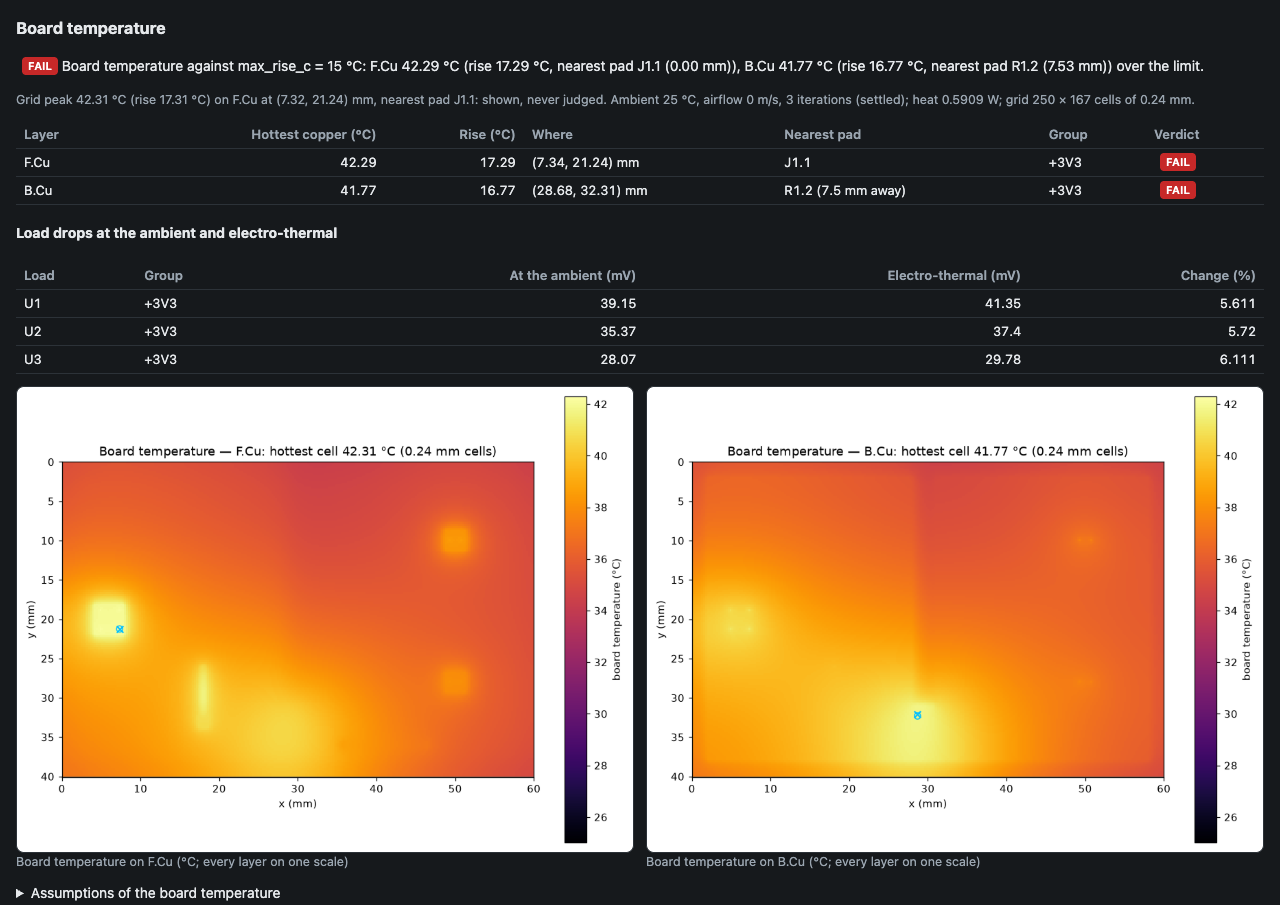 Board temperature
FAIL Board temperature against max_rise_c = 15 °C: F.Cu 42.29 °C (rise 17.29 °C, nearest pad J1.1 (0.00 mm)), B.Cu 41.77 °C (rise 16.77 °C, nearest pad R1.2 (7.53 mm)) over the limit.
Grid peak 42.31 °C (rise 17.31 °C) on F.Cu at (7.32, 21.24) mm, nearest pad J1.1: shown, never judged. Ambient 25 °C, airflow 0 m/s, 3 iterations (settled); heat 0.5909 W; grid 250 × 167 cells of 0.24 mm.
Layer Hottest copper (°C) Rise (°C) Where Nearest pad Group Verdict
F.Cu 42.29 17.29 (7.34, 21.24) mm J1.1 +3V3 FAIL
B.Cu 41.77 16.77 (28.68, 32.31) mm R1.2 (7.5 mm away) +3V3 FAIL
Load drops at the ambient and electro-thermal
Load Group At the ambient (mV) Electro-thermal (mV) Change (%)
U1 +3V3 39.15 41.35 5.611
U2 +3V3 35.37 37.4 5.72
U3 +3V3 28.07 29.78 6.111
Board temperature — F.Cu: hottest cell 42.31 °C (0.24 mm cells)
0
5
10
15
20
25
30
35
40
y (mm)
0 10 20 30 40 50 60
x (mm)
42
40
38
36
34
32
30
28
26
board temperature (°C)
Board temperature on F.Cu (°C; every layer on one scale)
Board temperature — B.Cu: hottest cell 41.77 °C (0.24 mm cells)
0
5
10
15
20
25
30
35
40
y (mm)
0 10 20 30 40 50 60
x (mm)
42
40
38
36
34
32
30
28
26
board temperature (°C)
Board temperature on B.Cu (°C; every layer on one scale)
▶ Assumptions of the board temperature